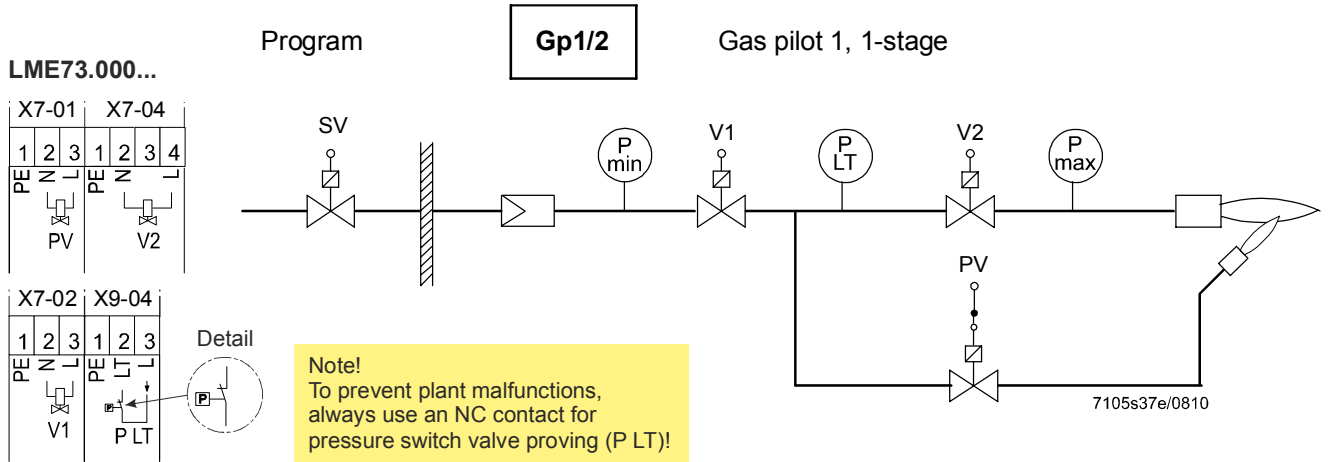 Program Gp1/2 Gas pilot 1, 1-stage
LME73.000...
X7-01 X7-04
1 2 3 1 2 3 4
PE N L PE N L
PV V2
X7-02 X9-04
1 2 3 1 2 3
PE N L PE LT L
P
V1 P LT
Detail
P
Note!
To prevent plant malfunctions,
always use an NC contact for
pressure switch valve proving (P LT)!
SV
P
min
V1
P
LT
V2
P
max
PV
7105s37e/0810